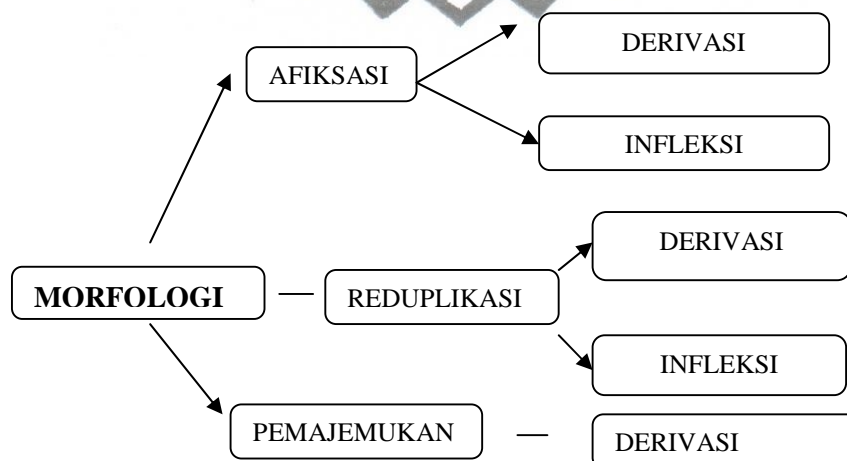 DERIVASI
AFIKSASI
INFLEKSI
DERIVASI
MORFOLOGI
REDUPLIKASI
INFLEKSI
PEMAJEMUKAN
DERIVASI